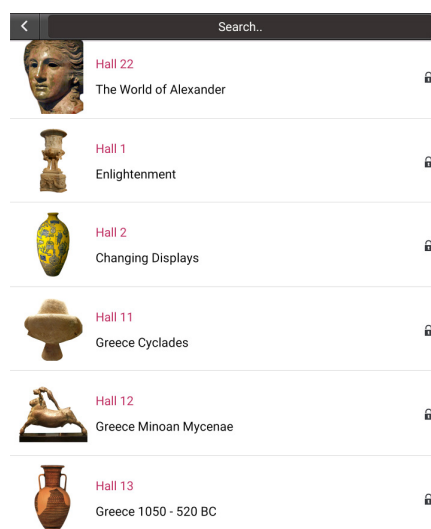 Search..
Hall 22
The World of Alexander
Hall 1
Enlightenment
Hall 2
Changing Displays
Hall 11
Greece Cyclades
Hall 12
Greece Minoan Mycenae
Hall 13
Greece 1050 - 520 BC